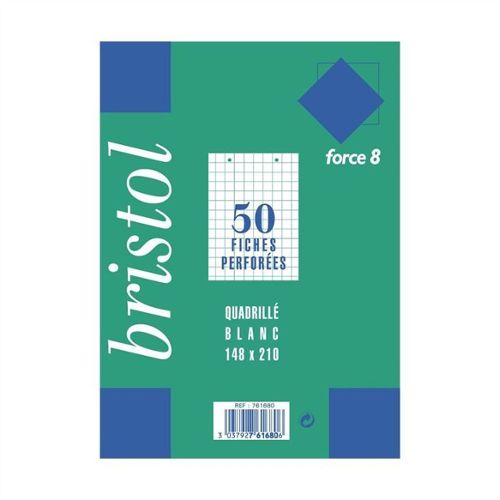 bristol
force 8
50
FICHES
PERFORÉES
QUADRILLÉ
BLANC
148 x 210
REF : 761680
3 037927 616806